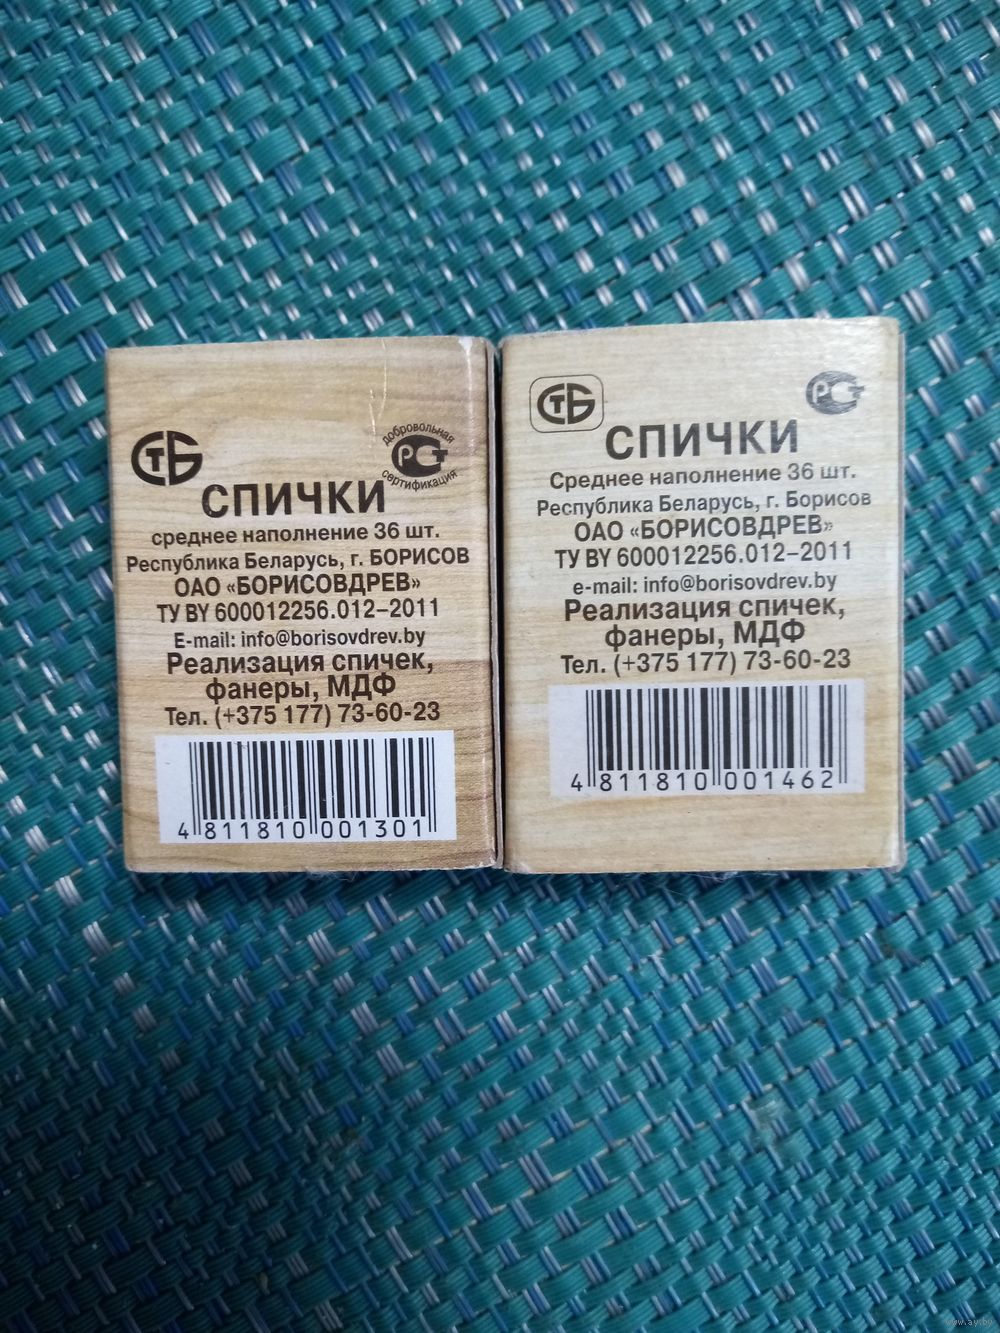 СТБ
добровольная
РСТ
сертификация
СПИЧКИ
среднее наполнение 36 шт.
Республика Беларусь, г. БОРИСОВ
ОАО «БОРИСОВДРЕВ»
ТУ BY 600012256.012–2011
E-mail: info@borisovdrev.by
Реализация спичек,
фанеры, МДФ
Тел. (+375 177) 73-60-23
4 811810 001301
СТБ
РСТ
СПИЧКИ
Среднее наполнение 36 шт.
Республика Беларусь, г. Борисов
ОАО «БОРИСОВДРЕВ»
ТУ BY 600012256.012–2011
e-mail: info@borisovdrev.by
Реализация спичек,
фанеры, МДФ
Тел. (+375 177) 73-60-23
4 811810 001462
www.ay.by